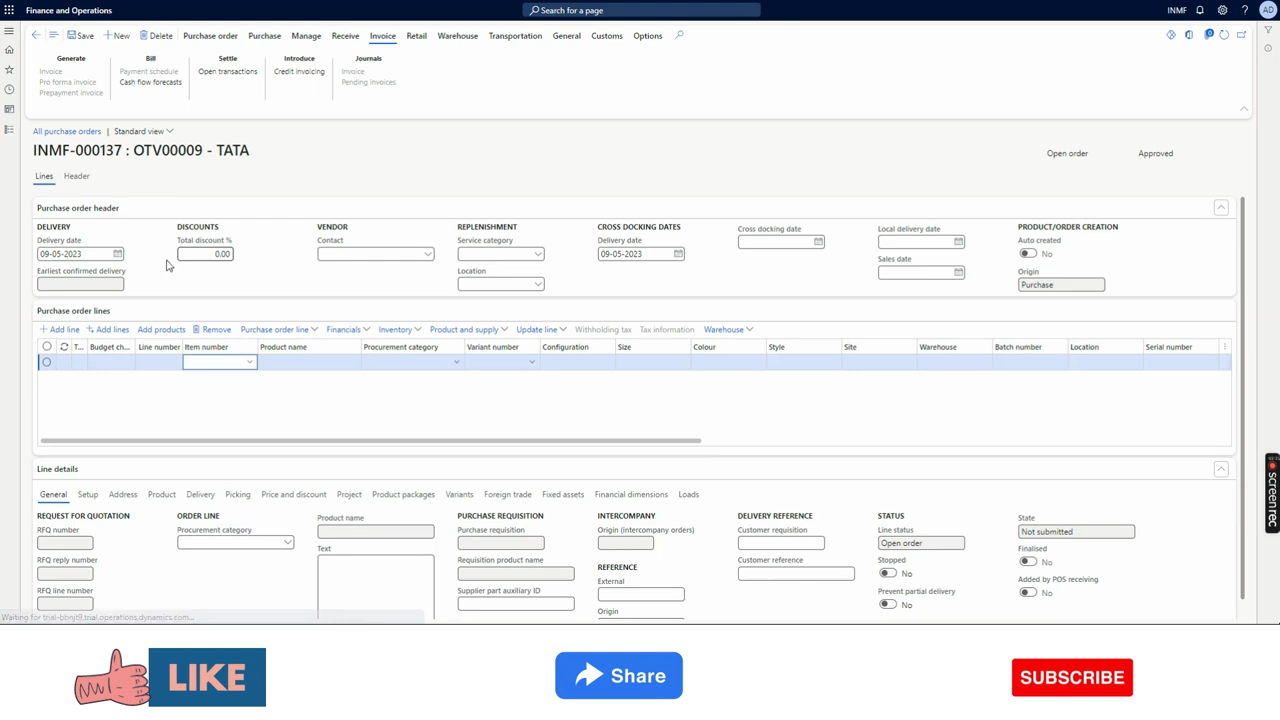 Finance and Operations
Search for a page
INMF
?
AD
Save
New
Delete
Purchase order
Purchase
Manage
Receive
Invoice
Retail
Warehouse
Transportation
General
Customs
Options
Generate
Invoice
Pro forma invoice
Prepayment invoice
Bill
Payment schedule
Cash flow forecasts
Settle
Open transactions
Introduce
Credit invoicing
Journals
Invoice
Pending invoices
All purchase orders | Standard view
INMF-000137 : OTV00009 - TATA
Open order
Approved
Lines
Header
Purchase order header
DELIVERY
Delivery date
09-05-2023
Earliest confirmed delivery
DISCOUNTS
Total discount %
0.00
VENDOR
Contact
REPLENISHMENT
Service category
Location
CROSS DOCKING DATES
Delivery date
09-05-2023
Cross docking date
Local delivery date
Sales date
PRODUCT/ORDER CREATION
Auto created
No
Origin
Purchase
Purchase order lines
Add line
Add lines
Add products
Remove
Purchase order line
Financials
Inventory
Product and supply
Update line
Withholding tax
Tax information
Warehouse
T...
Budget ch...
Line number
Item number
Product name
Procurement category
Variant number
Configuration
Size
Colour
Style
Site
Warehouse
Batch number
Location
Serial number
Line details
General
Setup
Address
Product
Delivery
Picking
Price and discount
Project
Product packages
Variants
Foreign trade
Fixed assets
Financial dimensions
Loads
REQUEST FOR QUOTATION
RFQ number
RFQ reply number
RFQ line number
ORDER LINE
Procurement category
Product name
Text
PURCHASE REQUISITION
Purchase requisition
Requisition product name
Supplier part auxiliary ID
INTERCOMPANY
Origin (intercompany orders)
REFERENCE
External
Origin
DELIVERY REFERENCE
Customer requisition
Customer reference
STATUS
Line status
Open order
Stopped
No
Prevent partial delivery
No
State
Not submitted
Finalised
No
Added by POS receiving
No
Waiting for trial-bbnjt9.trial.operations.dynamics.com...
screenrec
LIKE
Share
SUBSCRIBE